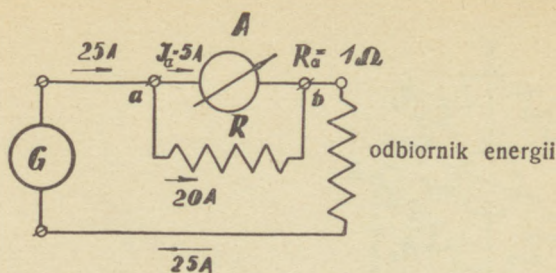 A
25A
Ja=5A
Ra= 1Ω
a
b
R
G
odbiornik energii
20A
25A